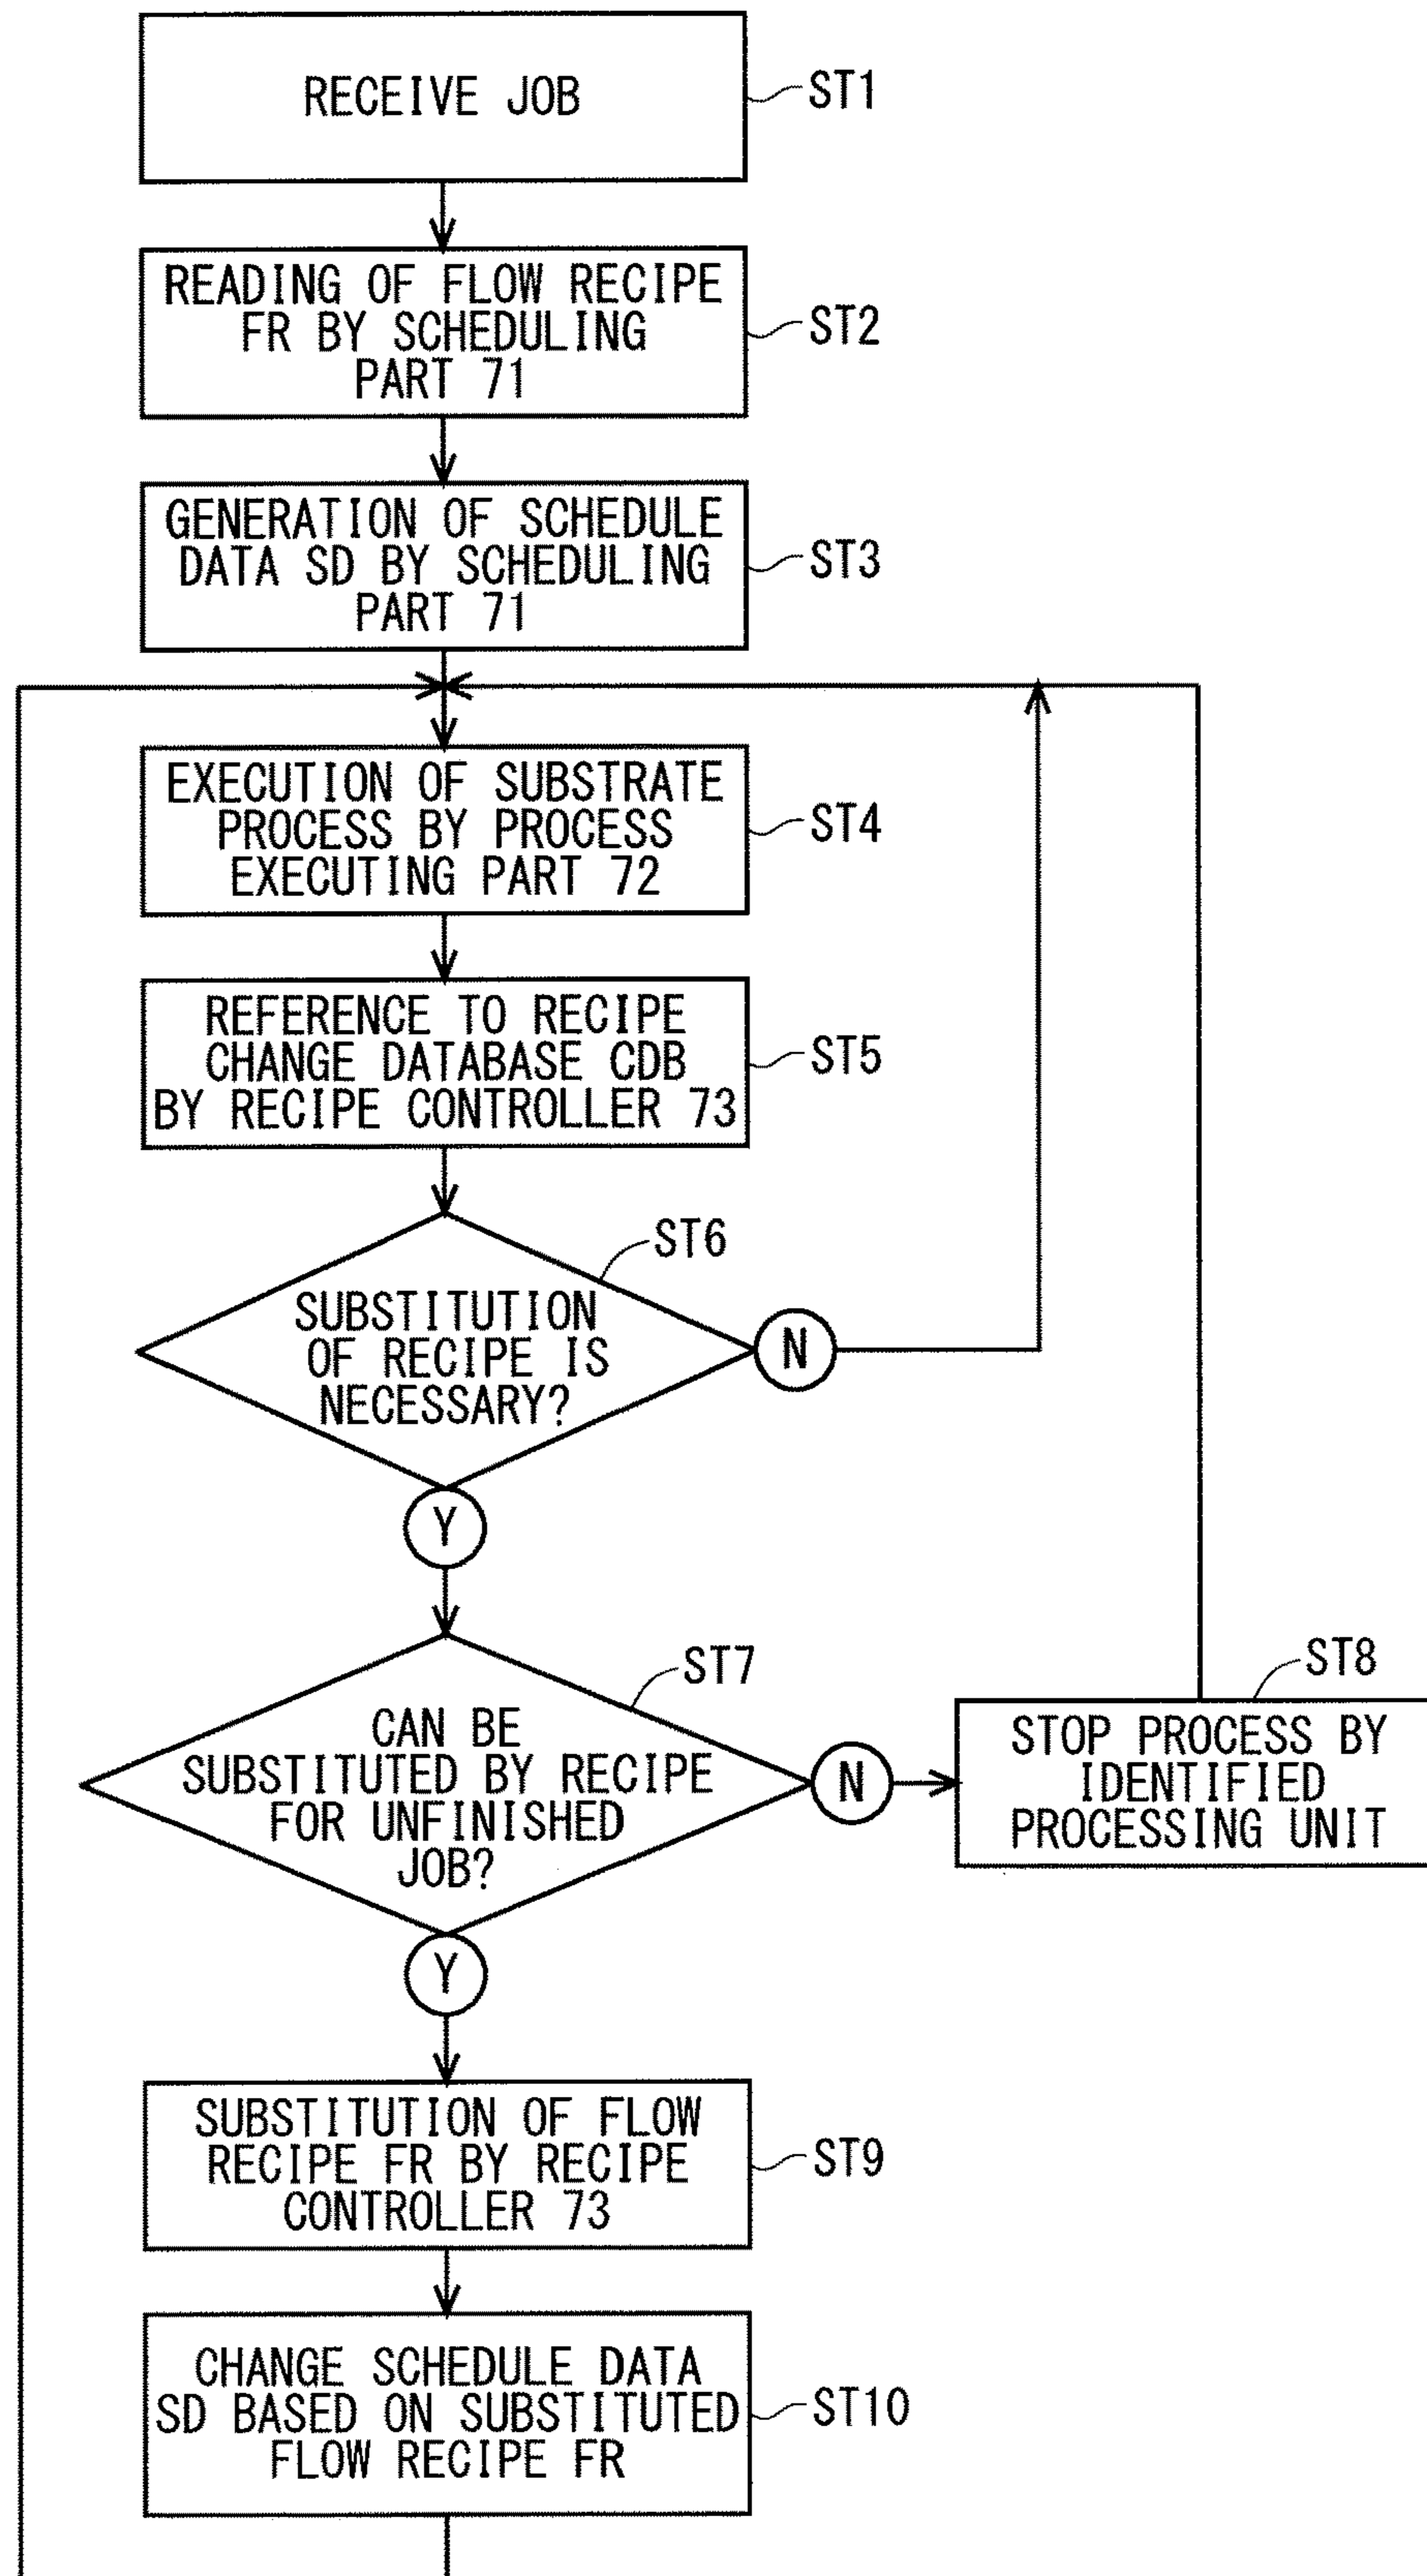 RECEIVE JOB
ST1
READING OF FLOW RECIPE
FR BY SCHEDULING
PART 71
ST2
GENERATION OF SCHEDULE
DATA SD BY SCHEDULING
PART 71
ST3
EXECUTION OF SUBSTRATE
PROCESS BY PROCESS
EXECUTING PART 72
ST4
REFERENCE TO RECIPE
CHANGE DATABASE CDB
BY RECIPE CONTROLLER 73
ST5
ST6
SUBSTITUTION
OF RECIPE IS
NECESSARY?
N
Y
ST7
CAN BE
SUBSTITUTED BY RECIPE
FOR UNFINISHED
JOB?
N
ST8
STOP PROCESS BY
IDENTIFIED
PROCESSING UNIT
Y
SUBSTITUTION OF FLOW
RECIPE FR BY RECIPE
CONTROLLER 73
ST9
CHANGE SCHEDULE DATA
SD BASED ON SUBSTITUTED
FLOW RECIPE FR
ST10